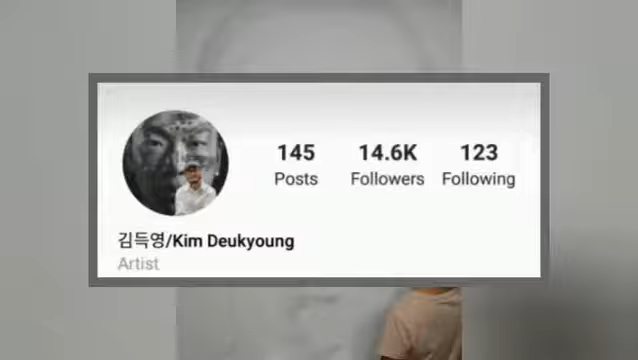 145 14.6K 123
Posts Followers Following
김득영/Kim Deukyoung
Artist